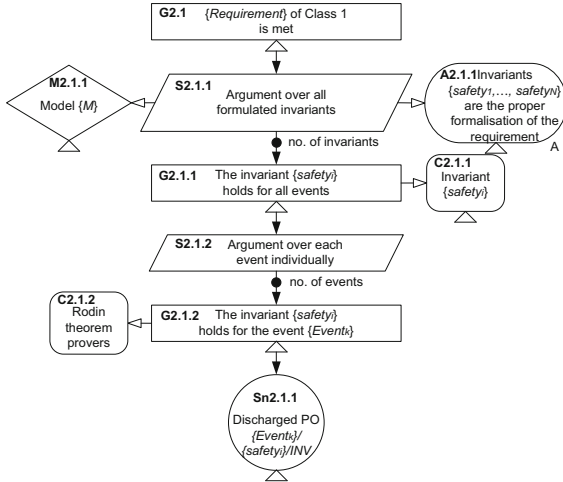 G2.1 {Requirement} of Class 1
is met
M2.1.1
Model {M}
S2.1.1
Argument over all
formulated invariants
A2.1.1 Invariants
{safety1,…, safetyN}
are the proper
formalisation of the
requirement
A
no. of invariants
G2.1.1 The invariant {safetyi}
holds for all events
C2.1.1
Invariant
{safetyi}
S2.1.2 Argument over each
event individually
no. of events
C2.1.2
Rodin
theorem
provers
G2.1.2 The invariant {safetyi}
holds for the event {Eventk}
Sn2.1.1
Discharged PO
{Eventk}/
{safetyi}/INV